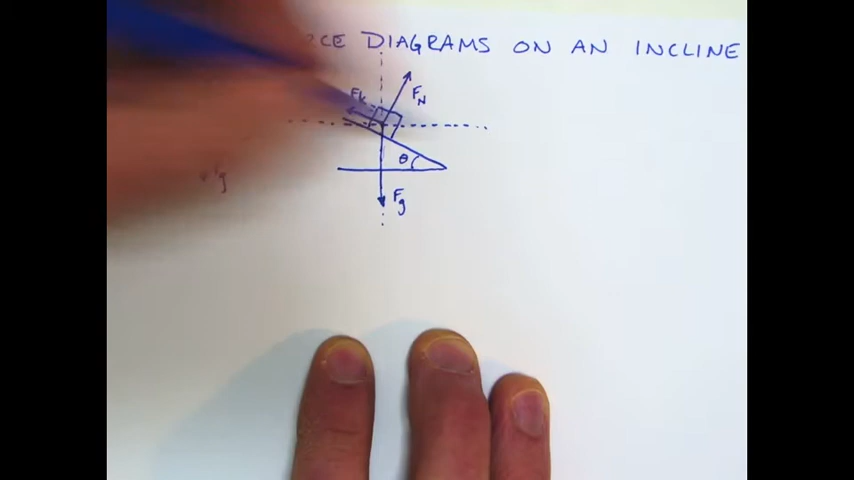 DIAGRAMS ON AN INCLINE
Fk
FN
θ
Fg